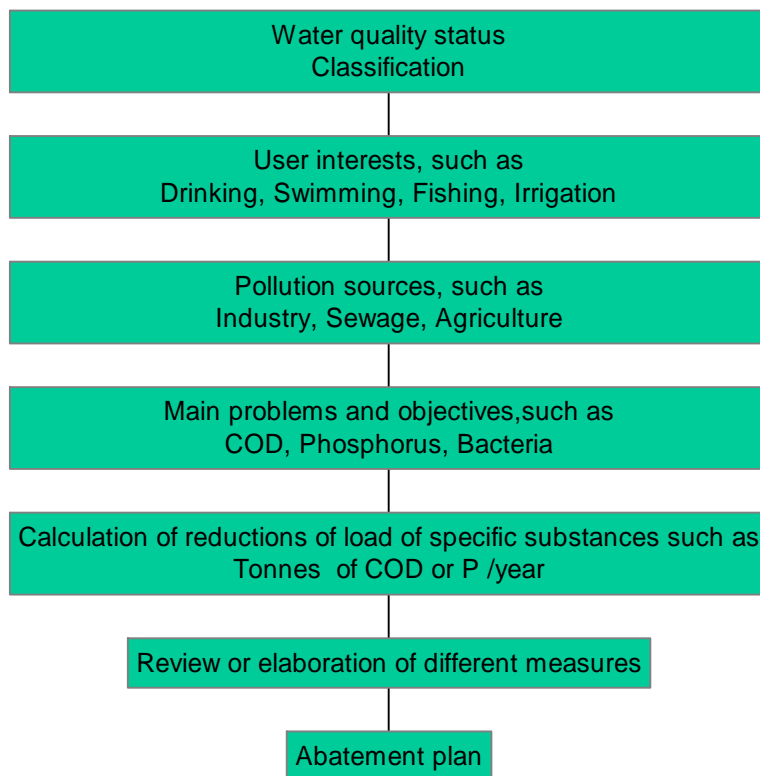 Water quality status
Classification
User interests, such as
Drinking, Swimming, Fishing, Irrigation
Pollution sources, such as
Industry, Sewage, Agriculture
Main problems and objectives,such as
COD, Phosphorus, Bacteria
Calculation of reductions of load of specific substances such as
Tonnes of COD or P /year
Review or elaboration of different measures
Abatement plan